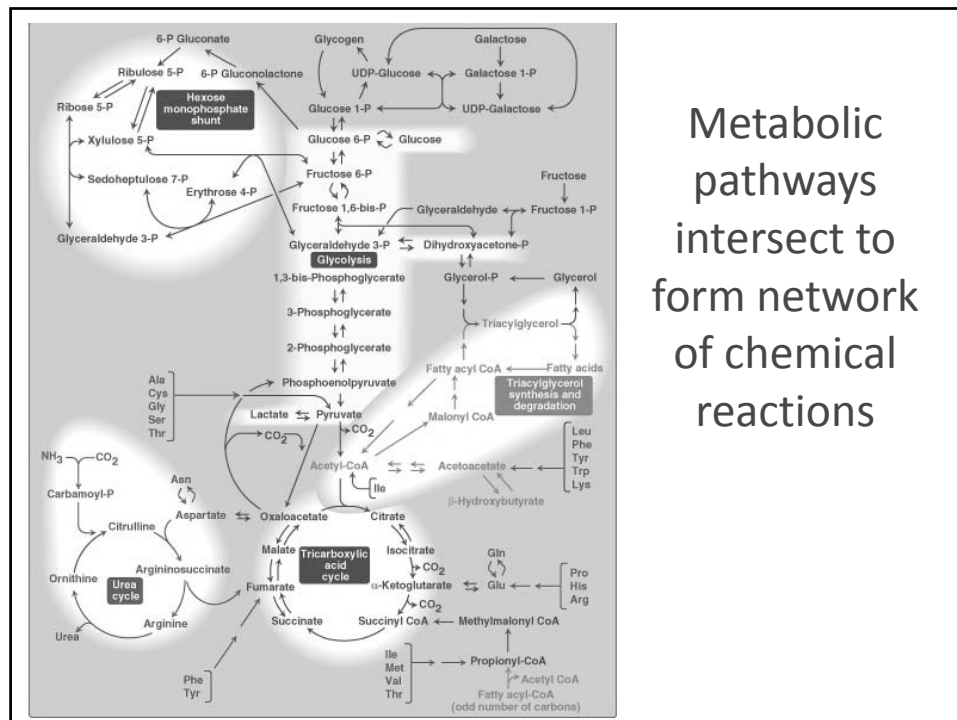 6-P Gluconate
Glycogen
Galactose
Ribulose 5-P
6-P Gluconolactone
UDP-Glucose
Galactose 1-P
Ribose 5-P
Hexose
monophosphate
shunt
Glucose 1-P
UDP-Galactose
Xylulose 5-P
Glucose 6-P
Glucose
Sedoheptulose 7-P
Erythrose 4-P
Fructose 6-P
Fructose
Fructose 1,6-bis-P
Glyceraldehyde
Fructose 1-P
Glyceraldehyde 3-P
Glyceraldehyde 3-P
Dihydroxyacetone-P
Glycolysis
1,3-bis-Phosphoglycerate
Glycerol-P
Glycerol
3-Phosphoglycerate
Triacylglycerol
2-Phosphoglycerate
Fatty acyl CoA
Fatty acids
Phosphoenolpyruvate
Triacylglycerol
synthesis and
degradation
Ala
Cys
Gly
Ser
Thr
Lactate
Pyruvate
Malonyl CoA
CO2
CO2
Leu
Phe
Tyr
Trp
Lys
NH3
CO2
Acetyl-CoA
Acetoacetate
Carbamoyl-P
Asn
Ile
β-Hydroxybutyrate
Aspartate
Oxaloacetate
Citrate
Citrulline
Malate
Tricarboxylic
acid
cycle
Isocitrate
CO2
Gln
Ornithine
Urea
cycle
Argininosuccinate
Fumarate
α-Ketoglutarate
Glu
Pro
His
Arg
CO2
Arginine
Succinate
Succinyl CoA
Methylmalonyl CoA
Urea
Phe
Tyr
Ile
Met
Val
Thr
Propionyl-CoA
Acetyl CoA
Fatty acyl-CoA
(odd number of carbons)
Metabolic
pathways
intersect to
form network
of chemical
reactions